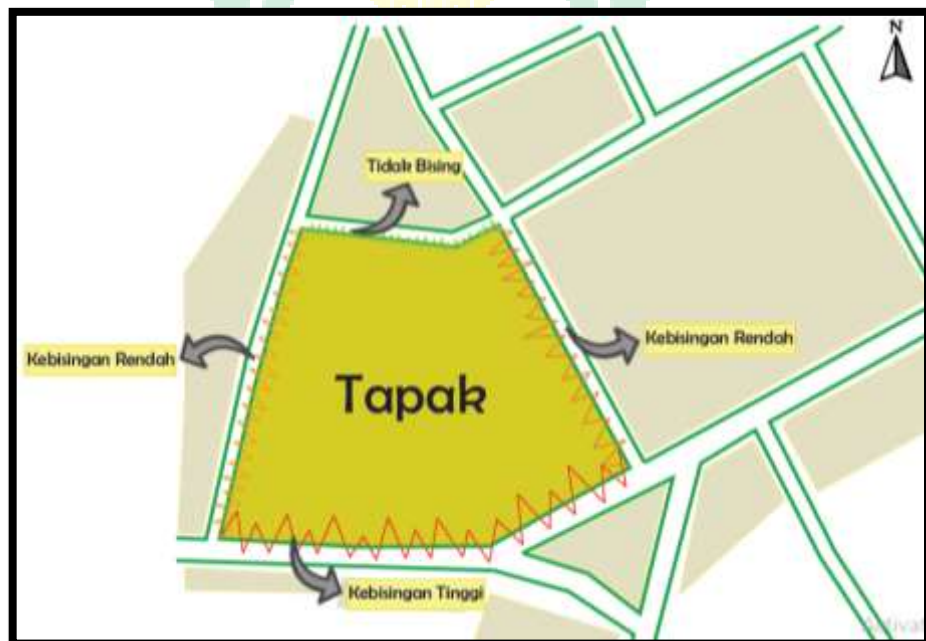 N
Tidak Bising
Kebisingan Rendah
Kebisingan Rendah
Tapak
Kebisingan Tinggi